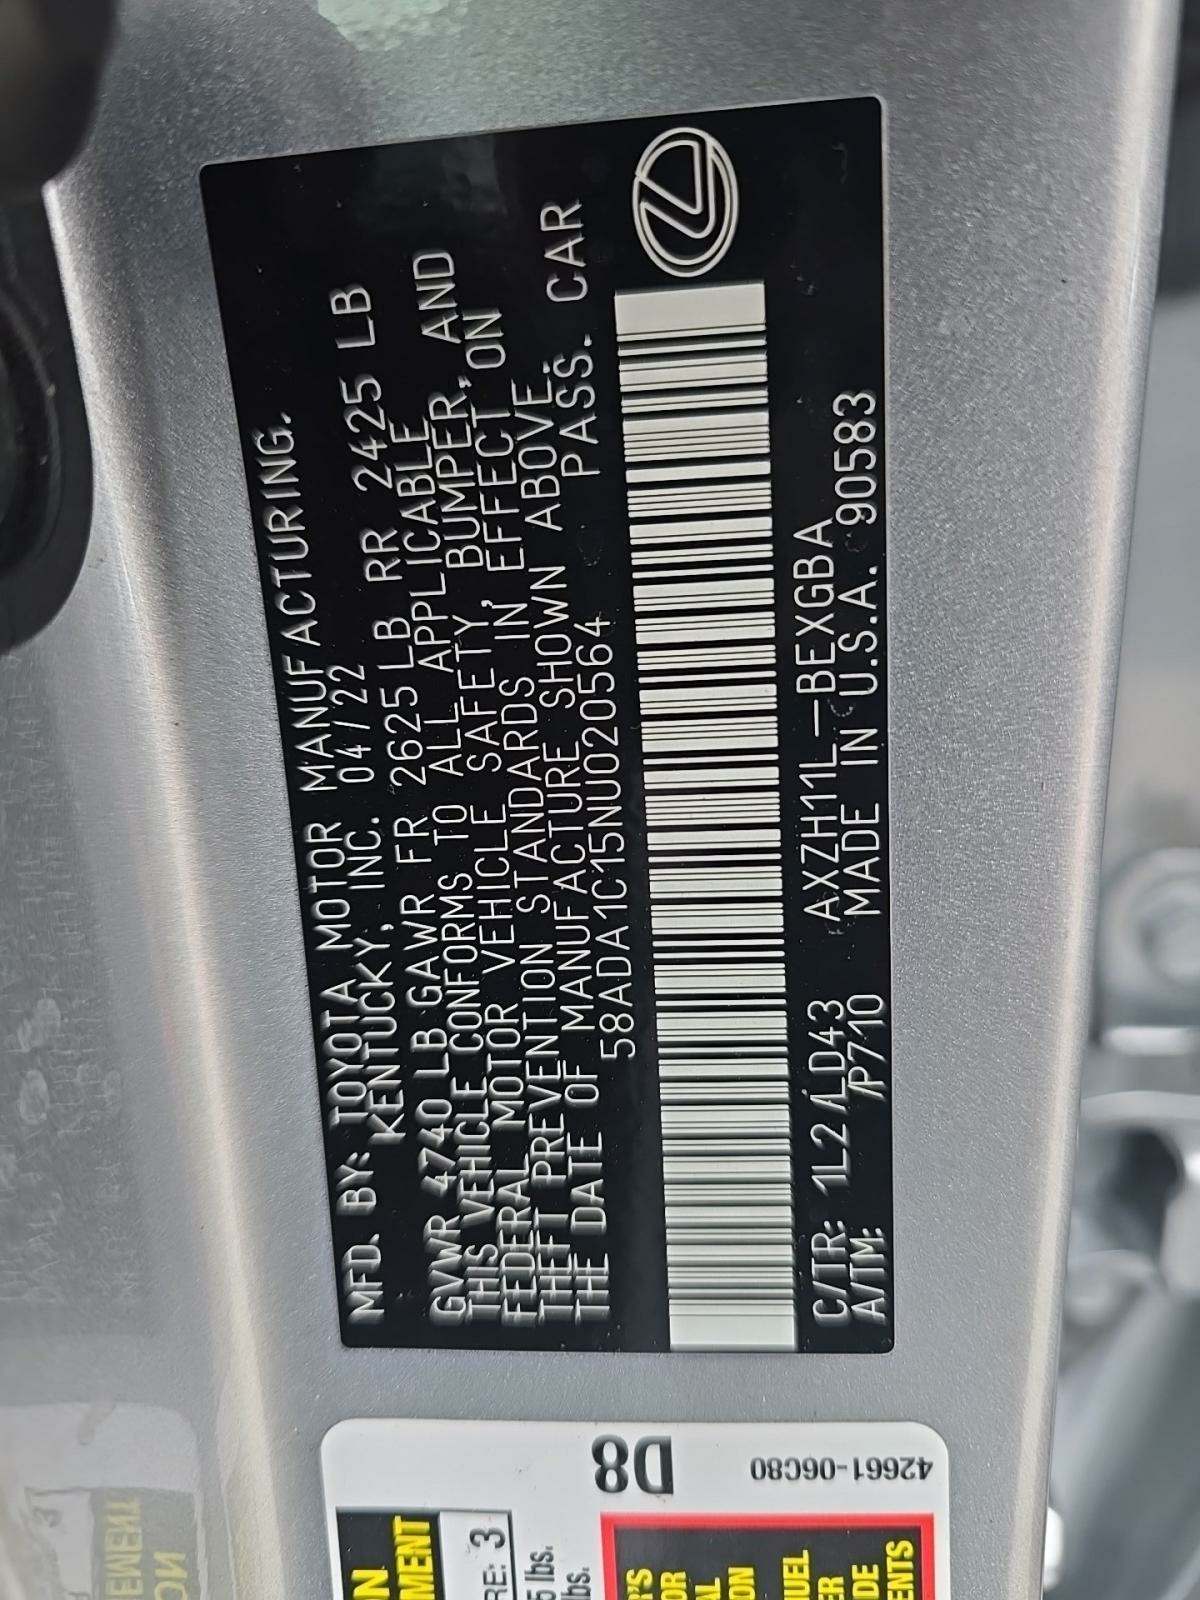 MFD. BY: TOYOTA MOTOR MANUFACTURING.
KENTUCKY, INC. 04/22
GVWR 4740 LB GAWR FR 2625 LB RR 2425 LB
THIS VEHICLE CONFORMS TO ALL APPLICABLE
FEDERAL MOTOR VEHICLE SAFETY, BUMPER, AND
THEFT PREVENTION STANDARDS IN EFFECT ON
THE DATE OF MANUFACTURE SHOWN ABOVE.
58ADA1C15NU020564 PASS. CAR
C/TR: 1L2/LD43 AXZH11L-BEXGBA
A/TM: /P710 MADE IN U.S.A. 90583
D8
42661-06C80
3
lbs.
lbs.